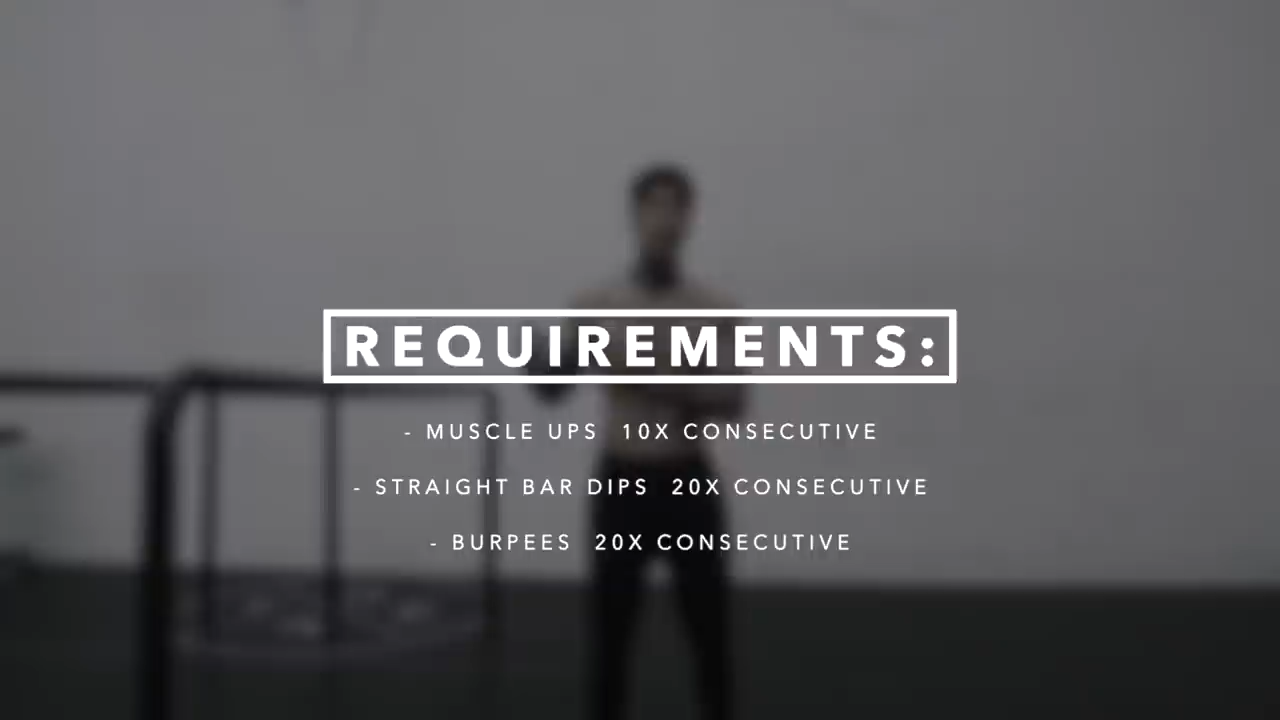 REQUIREMENTS:
- MUSCLE UPS 10X CONSECUTIVE
- STRAIGHT BAR DIPS 20X CONSECUTIVE
- BURPEES 20X CONSECUTIVE